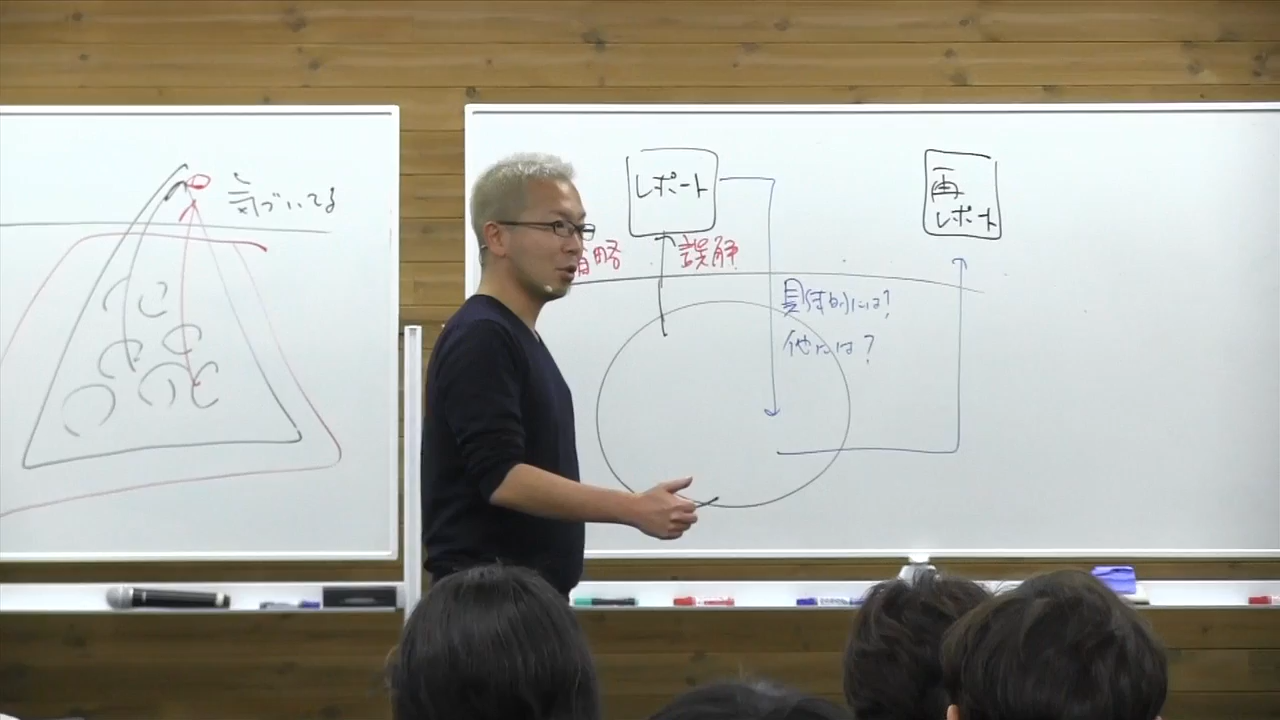 気づいてる
レポート
再
レポート
省略
誤解
具体的には?
他には?